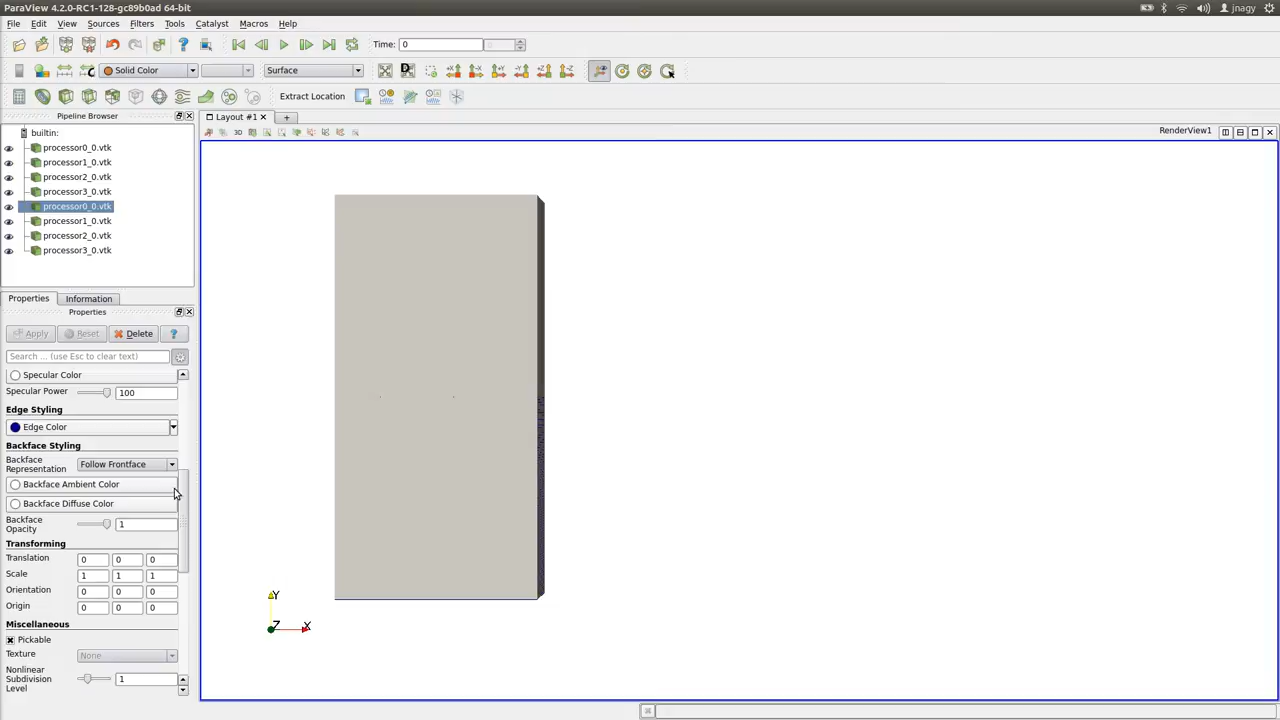 ParaView 4.2.0-RC1-128-gc89b0ad 64-bit
jnagy
File Edit View Sources Filters Tools Catalyst Macros Help
Time: 0 0
Solid Color Surface
Extract Location
Pipeline Browser
Layout #1
RenderView1
builtin:
processor0_0.vtk
processor1_0.vtk
processor2_0.vtk
processor3_0.vtk
processor0_0.vtk
processor1_0.vtk
processor2_0.vtk
processor3_0.vtk
Properties Information
Properties
Apply Reset Delete ?
Search ... (use Esc to clear text)
Specular Color
Specular Power 100
Edge Styling
Edge Color
Backface Styling
Backface Representation Follow Frontface
Backface Ambient Color
Backface Diffuse Color
Backface Opacity 1
Transforming
Translation 0 0 0
Scale 1 1 1
Orientation 0 0 0
Origin 0 0 0
Miscellaneous
Pickable
Texture None
Nonlinear Subdivision Level 1
Y
Z X